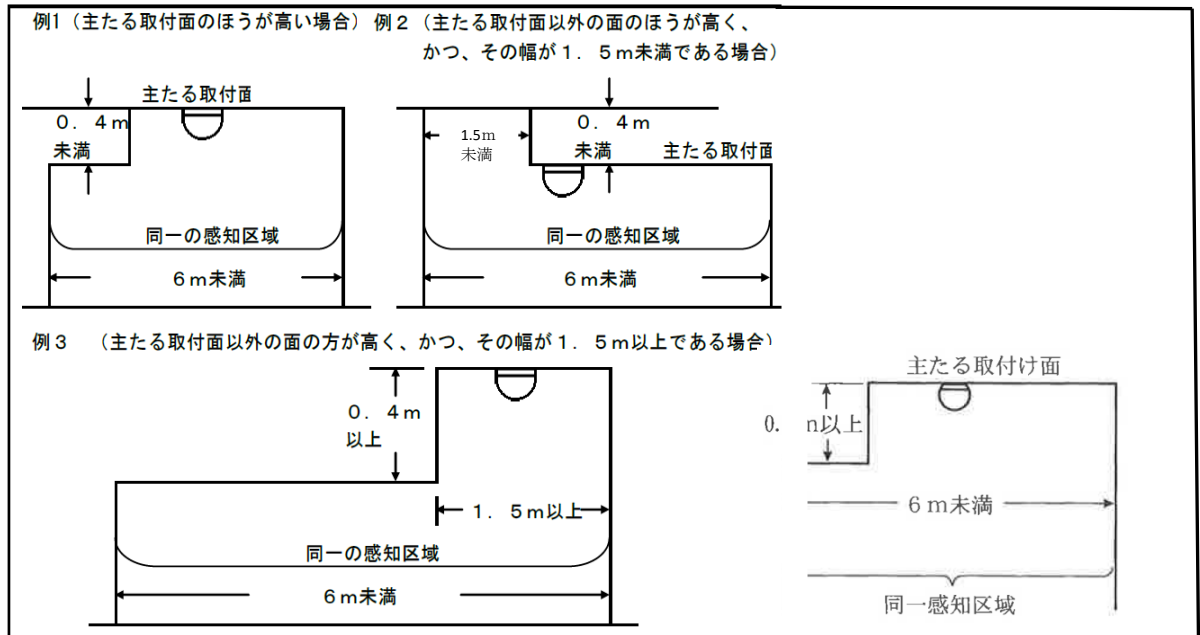 例1（主たる取付面のほうが高い場合）
例２（主たる取付面以外の面のほうが高く、
かつ、その幅が１．５ｍ未満である場合）
主たる取付面
０．４ｍ
未満
同一の感知区域
６ｍ未満
1.5ｍ
未満
０．４ｍ
未満
主たる取付面
同一の感知区域
６ｍ未満
例３　（主たる取付面以外の面の方が高く、かつ、その幅が１．５ｍ以上である場合）
０．４ｍ
以上
１．５ｍ以上
同一の感知区域
６ｍ未満
主たる取付け面
0.
以上
６ｍ未満
同一感知区域